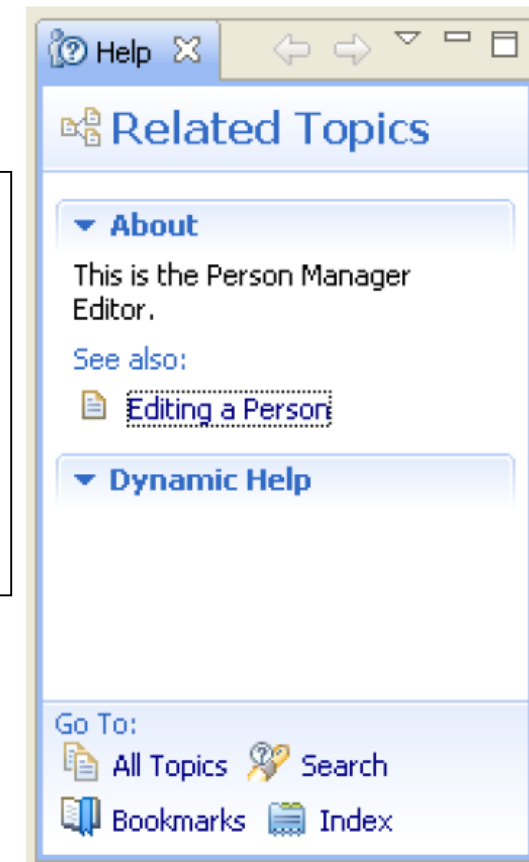 Help
Related Topics
About
This is the Person Manager
Editor.
See also:
Editing a Person
Dynamic Help
Go To:
All Topics Search
Bookmarks Index